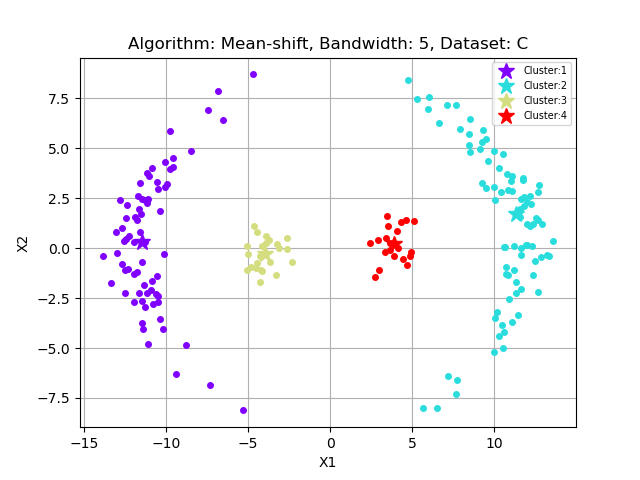 Algorithm: Mean-shift, Bandwidth: 5, Dataset: C
Cluster:1
Cluster:2
Cluster:3
Cluster:4
7.5
5.0
2.5
0.0
−2.5
−5.0
−7.5
X2
−15
−10
−5
0
5
10
X1